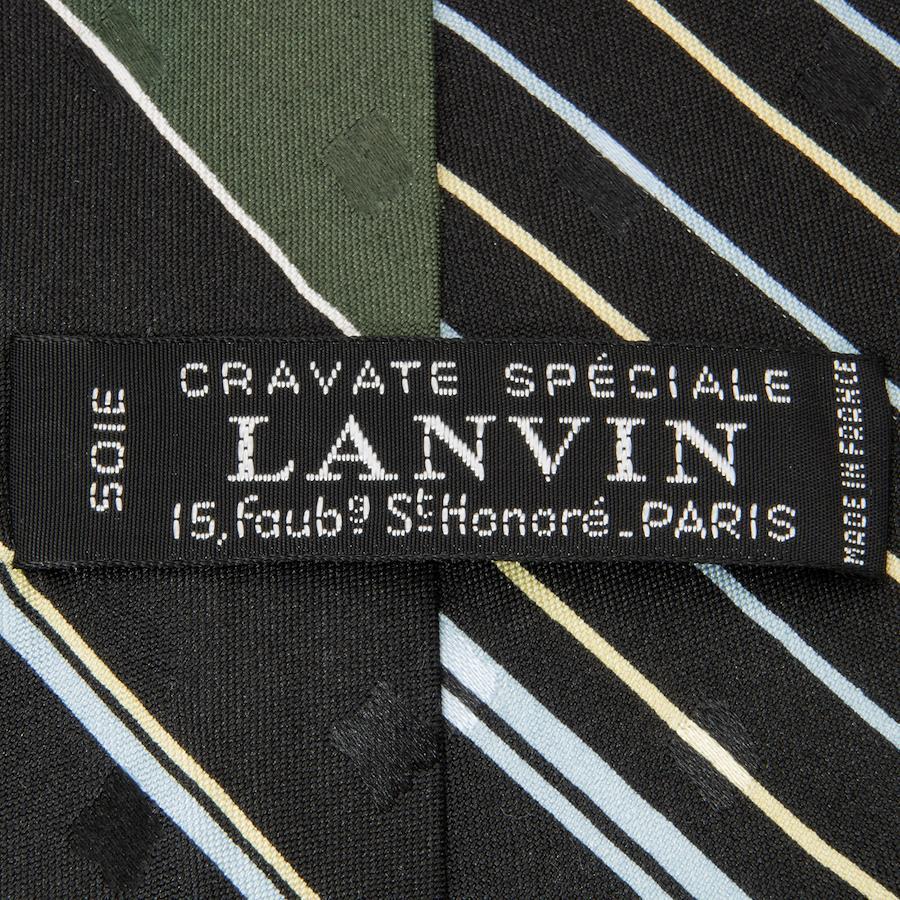 SOIE
CRAVATE SPÉCIALE
LANVIN
15, Faubg St Honoré_PARIS
MADE IN FRANCE